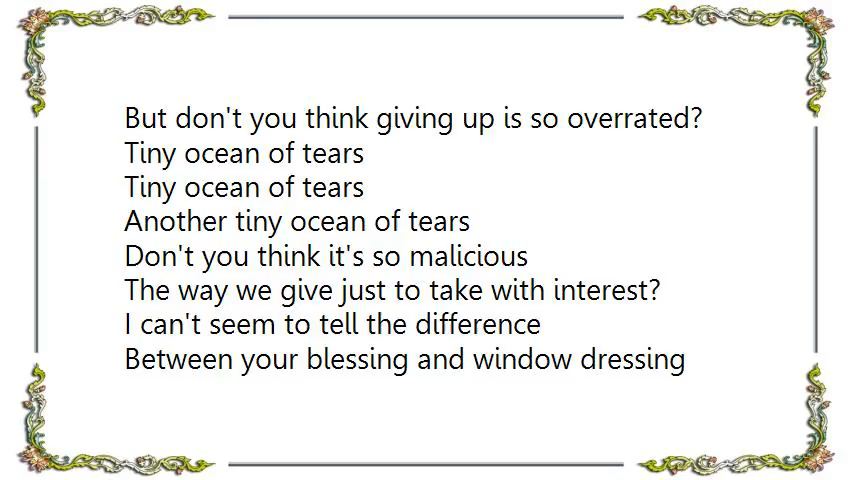 But don't you think giving up is so overrated?
Tiny ocean of tears
Tiny ocean of tears
Another tiny ocean of tears
Don't you think it's so malicious
The way we give just to take with interest?
I can't seem to tell the difference
Between your blessing and window dressing